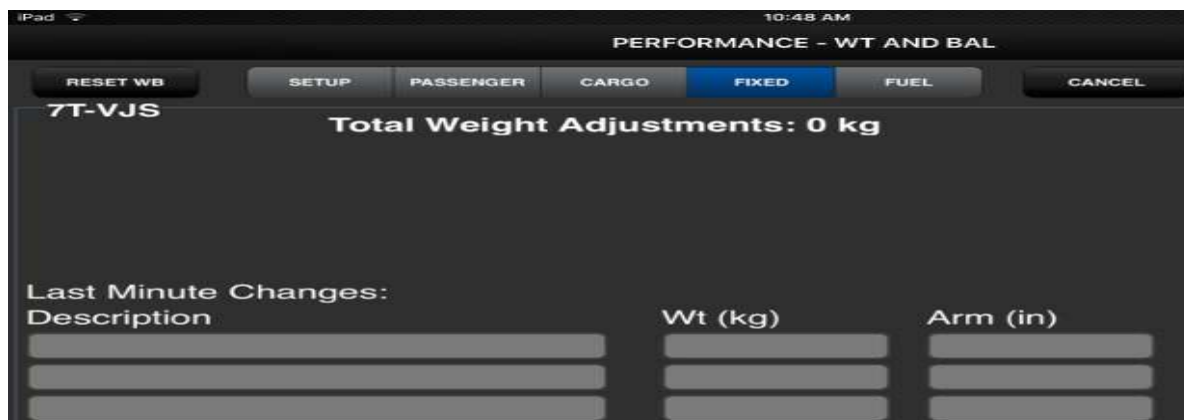 iPad 10:48 AM
PERFORMANCE - WT AND BAL
RESET WB SETUP PASSENGER CARGO FIXED FUEL CANCEL
7T-VJS
Total Weight Adjustments: 0 kg
Last Minute Changes:
Description Wt (kg) Arm (in)